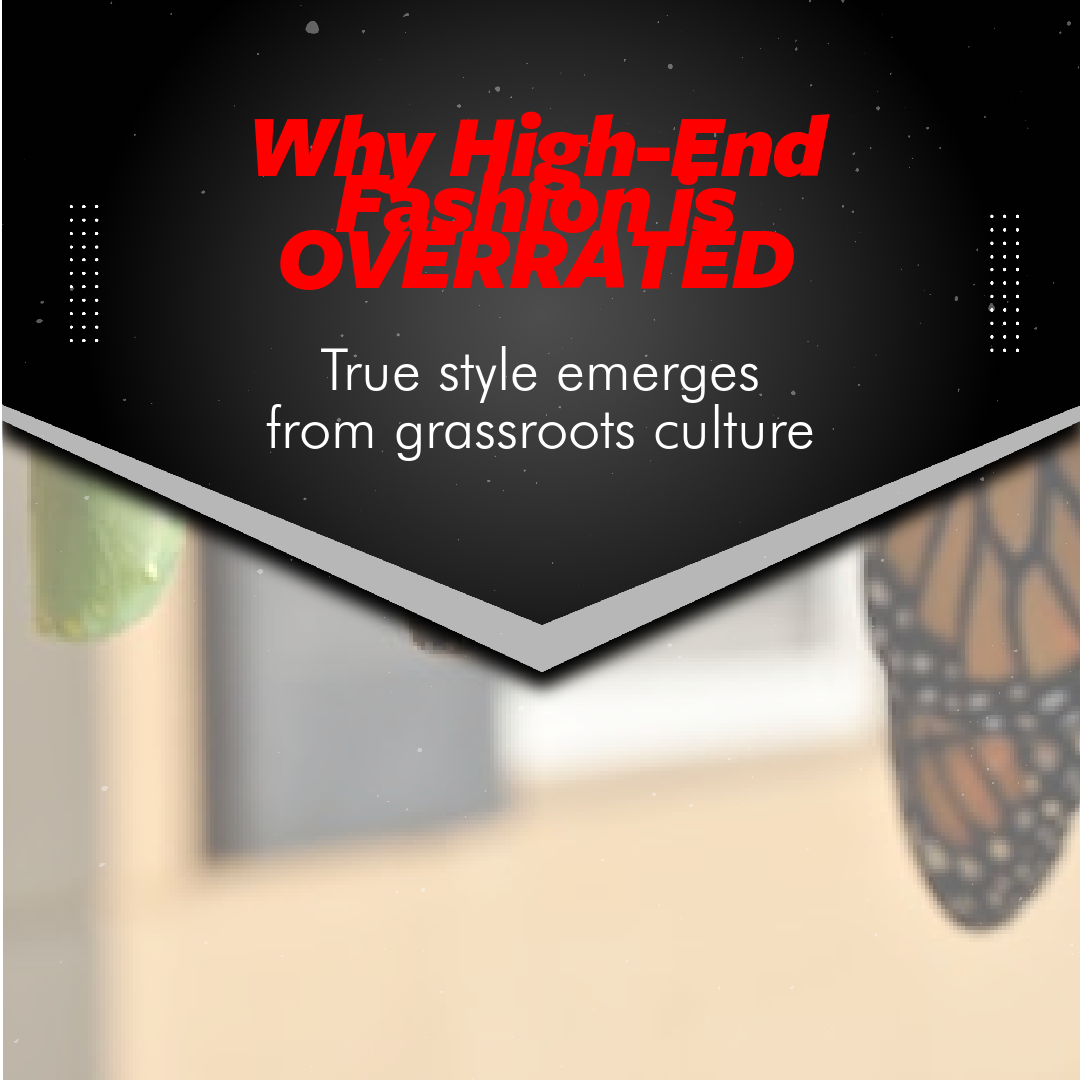 Why High-End
Fashion is
OVERRATED
True style emerges
from grassroots culture